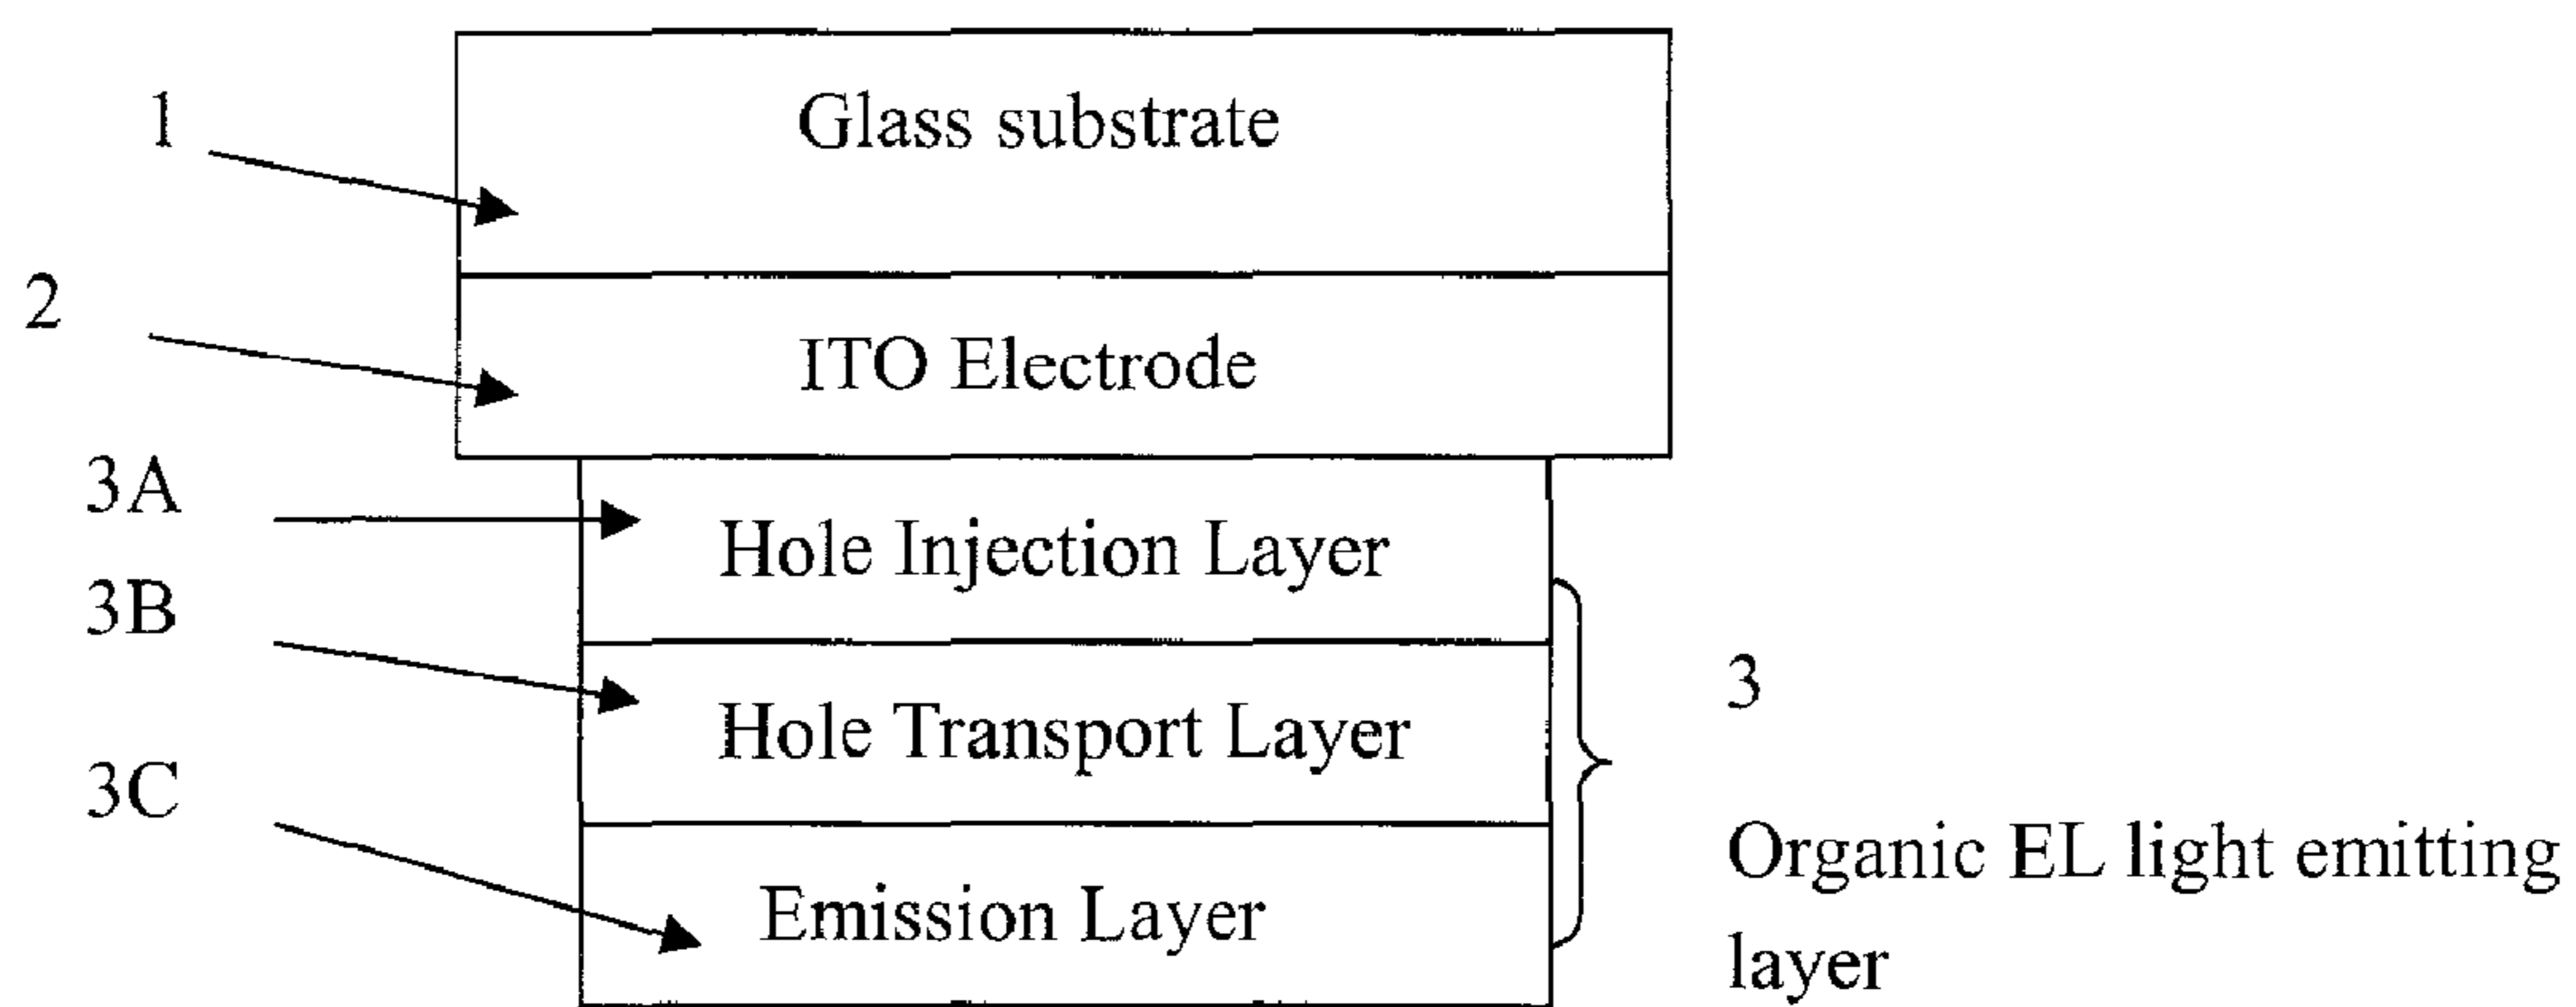 1
Glass substrate
2
ITO Electrode
3A
Hole Injection Layer
3B
Hole Transport Layer
3C
Emission Layer
3
Organic EL light emitting
layer